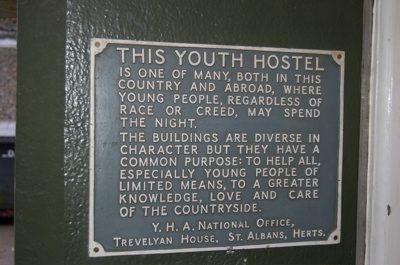 THIS YOUTH HOSTEL
IS ONE OF MANY, BOTH IN THIS
COUNTRY AND ABROAD, WHERE
YOUNG PEOPLE, REGARDLESS OF
RACE OR CREED, MAY SPEND
THE NIGHT.
THE BUILDINGS ARE DIVERSE IN
CHARACTER BUT THEY HAVE A
COMMON PURPOSE: TO HELP ALL,
ESPECIALLY YOUNG PEOPLE OF
LIMITED MEANS, TO A GREATER
KNOWLEDGE, LOVE AND CARE
OF THE COUNTRYSIDE.
Y. H. A. NATIONAL OFFICE,
TREVELYAN HOUSE, ST. ALBANS, HERTS.